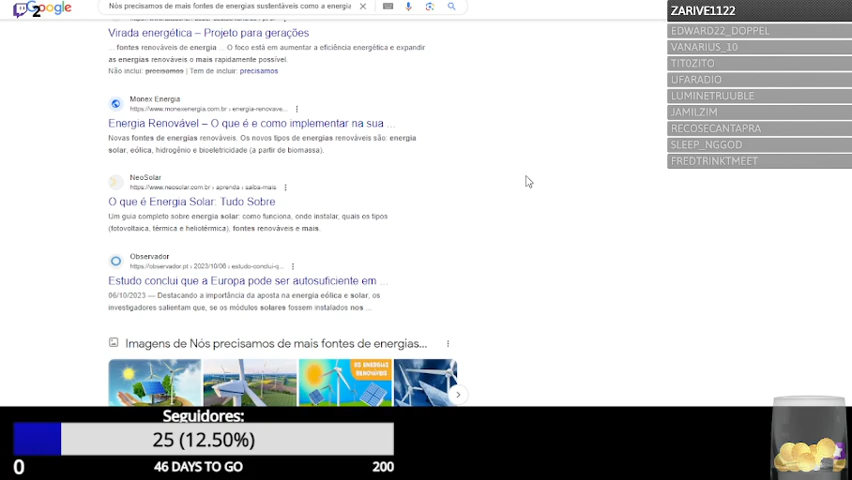 Google
2
Nós precisamos de mais fontes de energias sustentáveis como a energia
ZARIVE1122
EDWARD22_DOPPEL
VANARIUS_10
TIT0ZITO
UFARADIO
LUMINETRUUBLE
JAMILZIM
RECOSECANTAPRA
SLEEP_NGGOD
FREDTRINKTMEET
Virada energética – Projeto para gerações
... fontes renováveis de energia ... O foco está em aumentar a eficiência energética e expandir
as energias renováveis o mais rapidamente possível.
Não inclui: precisamos | Tem de incluir: precisamos
Monex Energia
https://www.monexenergia.com.br › energia-renovave...
Energia Renovável – O que é e como implementar na sua ...
Novas fontes de energias renováveis. Os novos tipos de energias renováveis são: energia
solar, eólica, hidrogênio e bioeletricidade (a partir de biomassa).
NeoSolar
https://www.neosolar.com.br › aprenda › saiba-mais
O que é Energia Solar: Tudo Sobre
Um guia completo sobre energia solar: como funciona, onde instalar, quais os tipos
(fotovoltaica, térmica e heliotérmica), fontes renováveis e mais.
Observador
https://observador.pt › 2023/10/06 › estudo-conclui-q...
Estudo conclui que a Europa pode ser autosuficiente em ...
06/10/2023 — Destacando a importância da aposta na energia eólica e solar, os
investigadores salientam que, se os módulos solares fossem instalados nos ...
Imagens de Nós precisamos de mais fontes de energias...
AS ENERGIAS
RENOVÁVEIS
Seguidores:
25 (12.50%)
0
46 DAYS TO GO
200